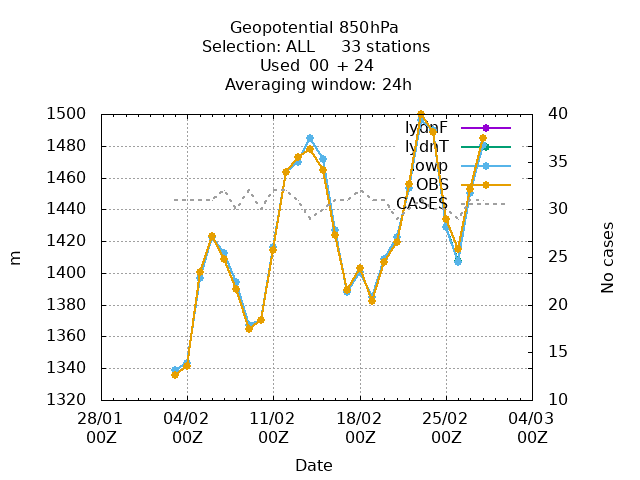 Geopotential 850hPa
Selection: ALL 33 stations
Used 00 + 24
Averaging window: 24h
1500
1480
1460
1440
1420
1400
1380
1360
1340
1320
m
40
35
30
25
20
15
10
No cases
lydnF
lydnT
iowp
OBS
CASES
28/01 04/02 11/02 18/02 25/02 04/03
00Z 00Z 00Z 00Z 00Z 00Z
Date